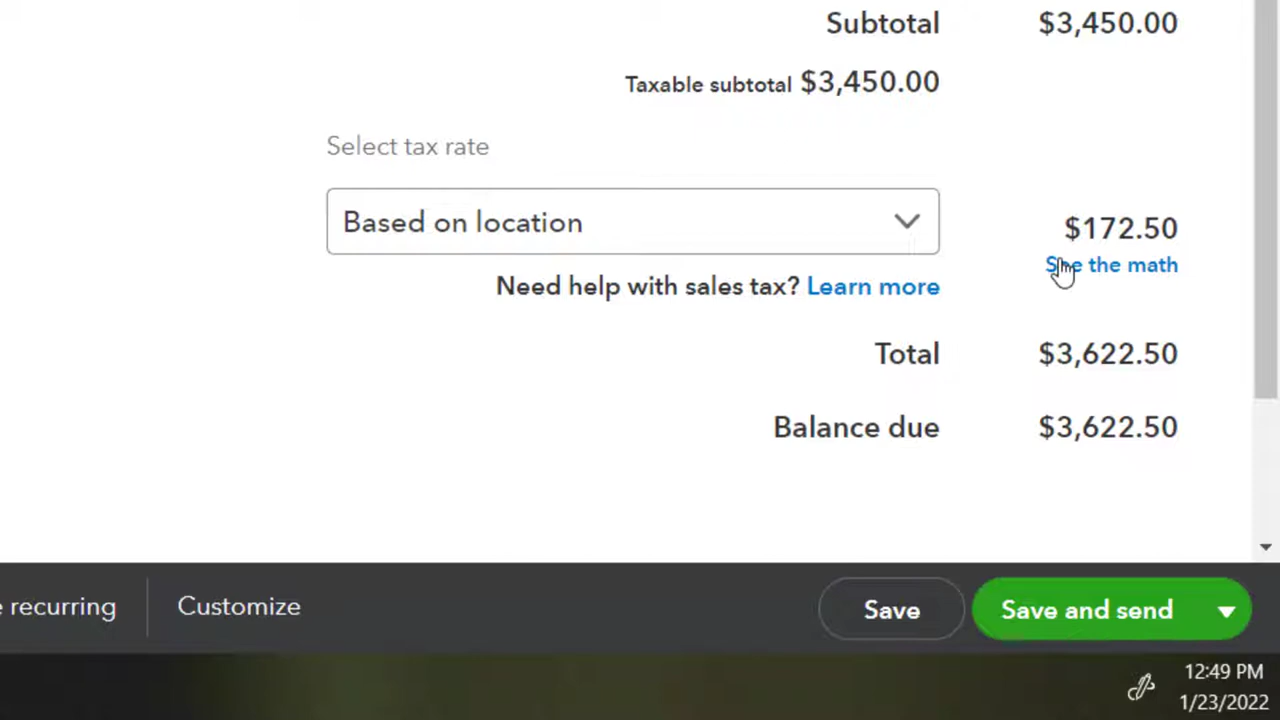 Subtotal $3,450.00
Taxable subtotal $3,450.00
Select tax rate
Based on location
$172.50
See the math
Need help with sales tax? Learn more
Total $3,622.50
Balance due $3,622.50
recurring Customize Save Save and send
12:49 PM
1/23/2022